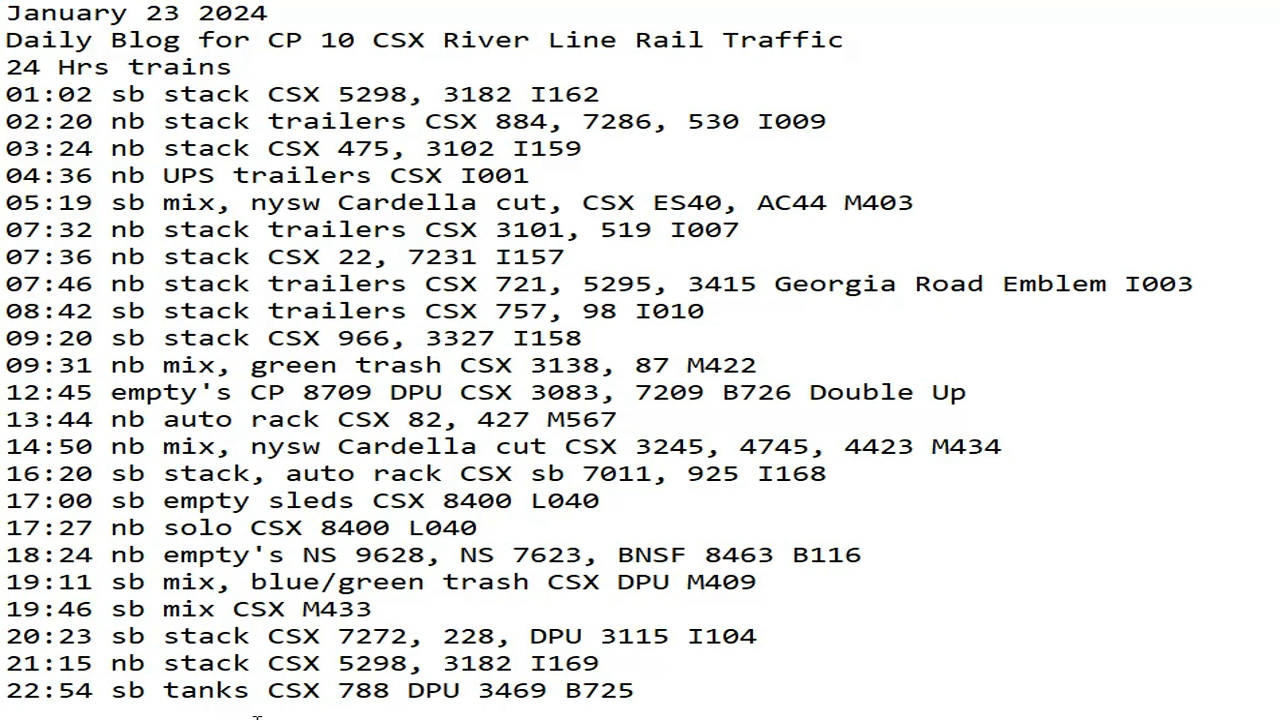 January 23 2024
Daily Blog for CP 10 CSX River Line Rail Traffic
24 Hrs trains
01:02 sb stack CSX 5298, 3182 I162
02:20 nb stack trailers CSX 884, 7286, 530 I009
03:24 nb stack CSX 475, 3102 I159
04:36 nb UPS trailers CSX I001
05:19 sb mix, nysw Cardella cut, CSX ES40, AC44 M403
07:32 nb stack trailers CSX 3101, 519 I007
07:36 nb stack CSX 22, 7231 I157
07:46 nb stack trailers CSX 721, 5295, 3415 Georgia Road Emblem I003
08:42 sb stack trailers CSX 757, 98 I010
09:20 sb stack CSX 966, 3327 I158
09:31 nb mix, green trash CSX 3138, 87 M422
12:45 empty's CP 8709 DPU CSX 3083, 7209 B726 Double Up
13:44 nb auto rack CSX 82, 427 M567
14:50 nb mix, nysw Cardella cut CSX 3245, 4745, 4423 M434
16:20 sb stack, auto rack CSX sb 7011, 925 I168
17:00 sb empty sleds CSX 8400 L040
17:27 nb solo CSX 8400 L040
18:24 nb empty's NS 9628, NS 7623, BNSF 8463 B116
19:11 sb mix, blue/green trash CSX DPU M409
19:46 sb mix CSX M433
20:23 sb stack CSX 7272, 228, DPU 3115 I104
21:15 nb stack CSX 5298, 3182 I169
22:54 sb tanks CSX 788 DPU 3469 B725